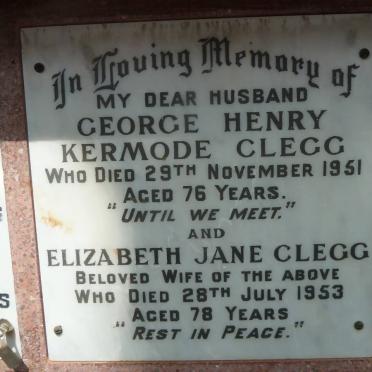 In Loving Memory of
MY DEAR HUSBAND
GEORGE HENRY
KERMODE CLEGG
WHO DIED 29TH NOVEMBER 1951
AGED 76 YEARS.
"UNTIL WE MEET."
AND
ELIZABETH JANE CLEGG
BELOVED WIFE OF THE ABOVE
WHO DIED 28TH JULY 1953
AGED 78 YEARS
"REST IN PEACE."